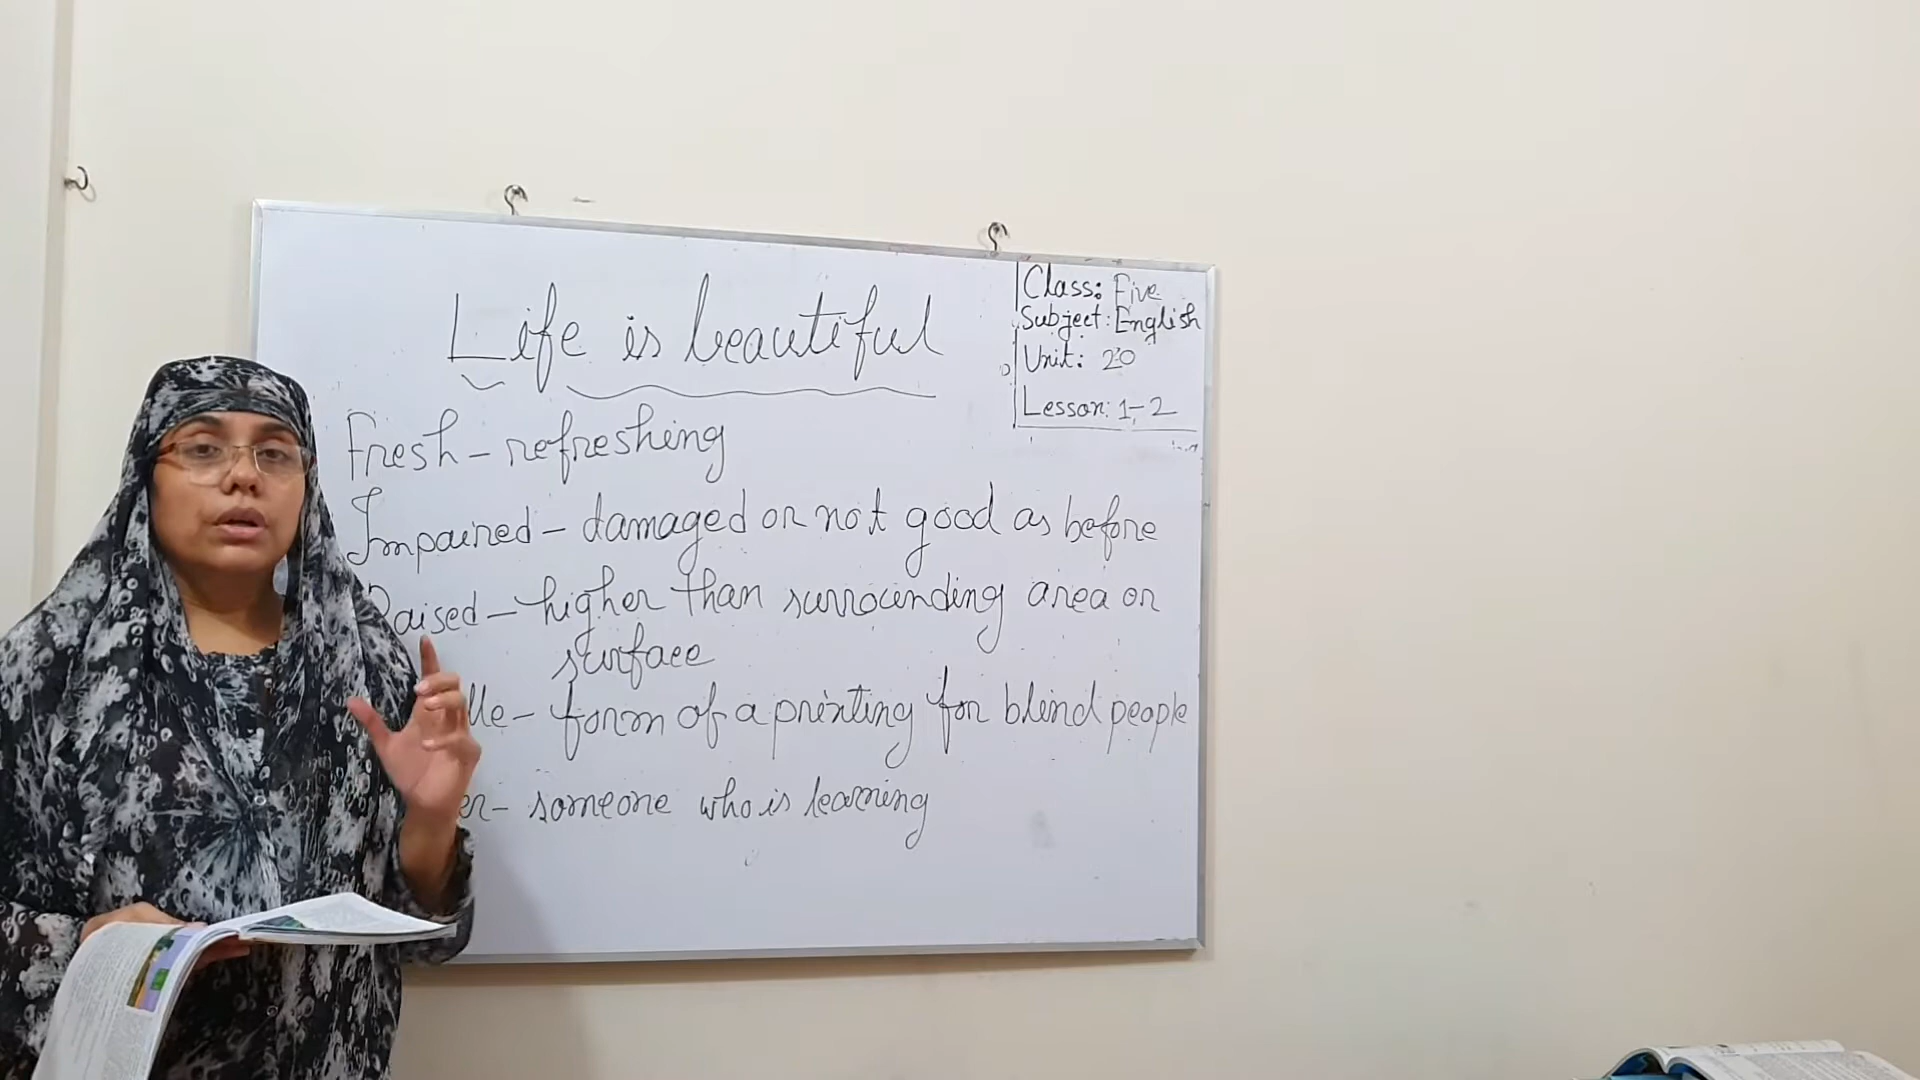 Life is beautiful
Class: Five
Subject: English
Unit: 20
Lesson: 1-2
Fresh - refreshing
Impaired - damaged or not good as before
Raised - higher than surrounding area or
surface
lle - form of a printing for blind people
er - someone who is learning